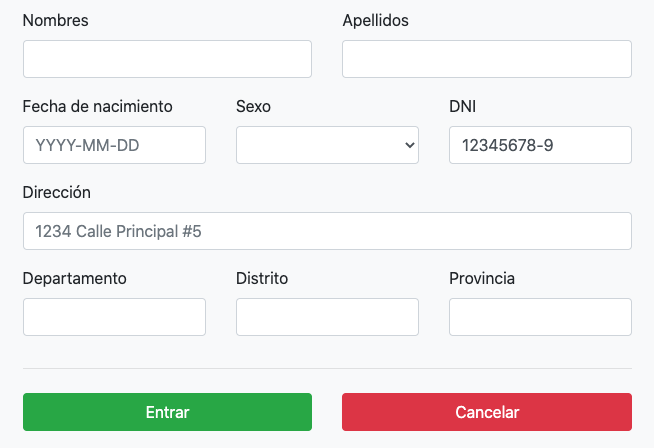 Nombres Apellidos
Fecha de nacimiento Sexo DNI
YYYY-MM-DD 12345678-9
Dirección
1234 Calle Principal #5
Departamento Distrito Provincia
Entrar Cancelar